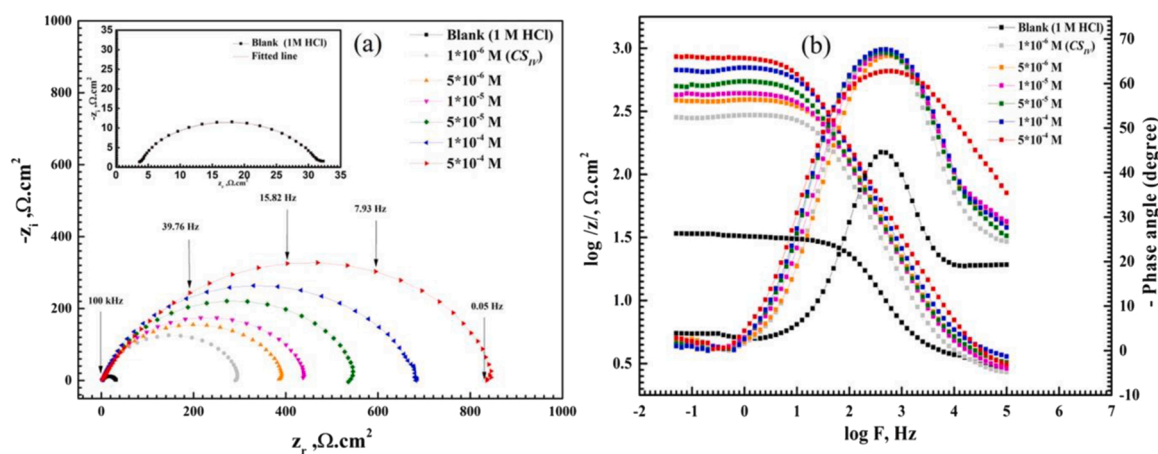 (a)
Blank (1 M HCl)
1*10⁻⁶ M (CS_IV)
5*10⁻⁶ M
1*10⁻⁵ M
5*10⁻⁵ M
1*10⁻⁴ M
5*10⁻⁴ M
-z_i ,Ω.cm²
-1000
-800
1000
600
400
200
0
0
200
400
600
800
1000
z_r ,Ω.cm²
100 kHz
39.76 Hz
15.82 Hz
7.93 Hz
0.05 Hz
Blank (1M HCl)
Fitted line
-z_i ,Ω.cm²
35
30
25
20
15
10
5
0
0
5
10
15
20
25
30
35
z_r ,Ω.cm²
(b)
Blank (1 M HCl)
1*10⁻⁶ M (CS_IV)
5*10⁻⁶ M
1*10⁻⁵ M
5*10⁻⁵ M
1*10⁻⁴ M
5*10⁻⁴ M
log /z/, Ω.cm²
3.0
2.5
2.0
1.5
1.0
0.5
-2
-1
0
1
2
3
4
5
6
7
log F, Hz
70
60
50
40
30
20
10
0
-10
- Phase angle (degree)